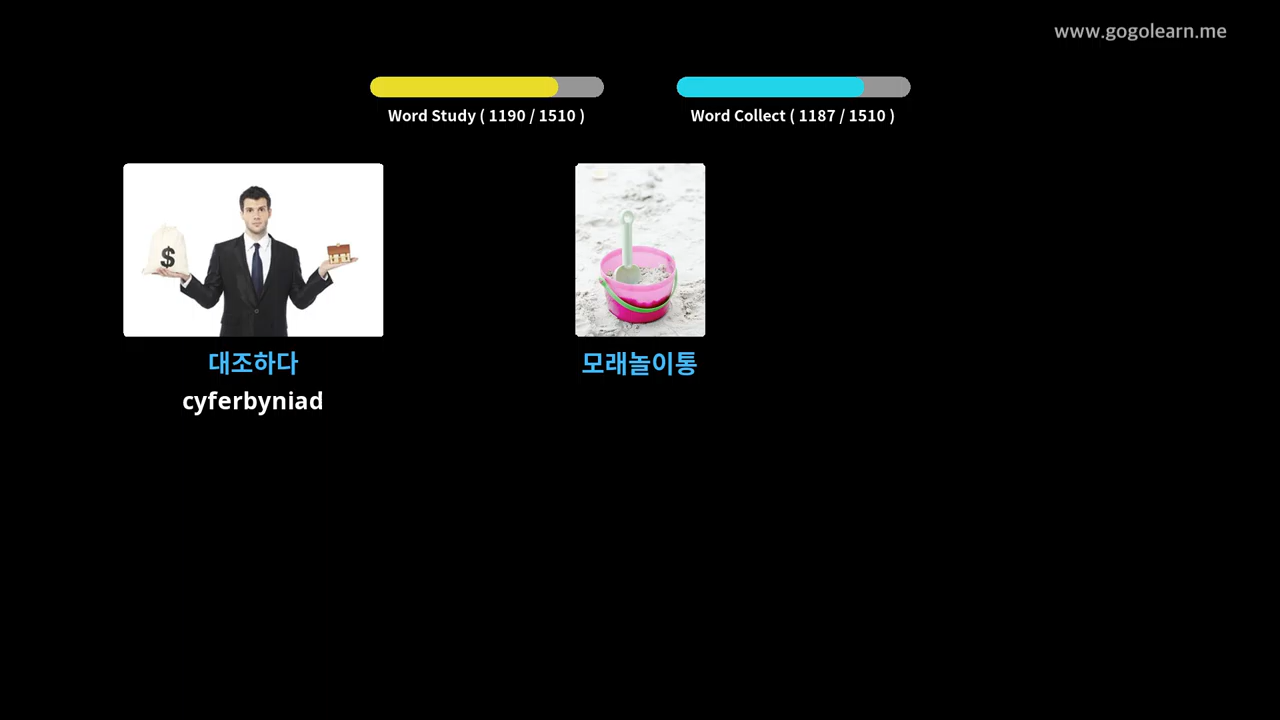 www.gogolearn.me
Word Study ( 1190 / 1510 )
Word Collect ( 1187 / 1510 )
$
대조하다
cyferbyniad
모래놀이통